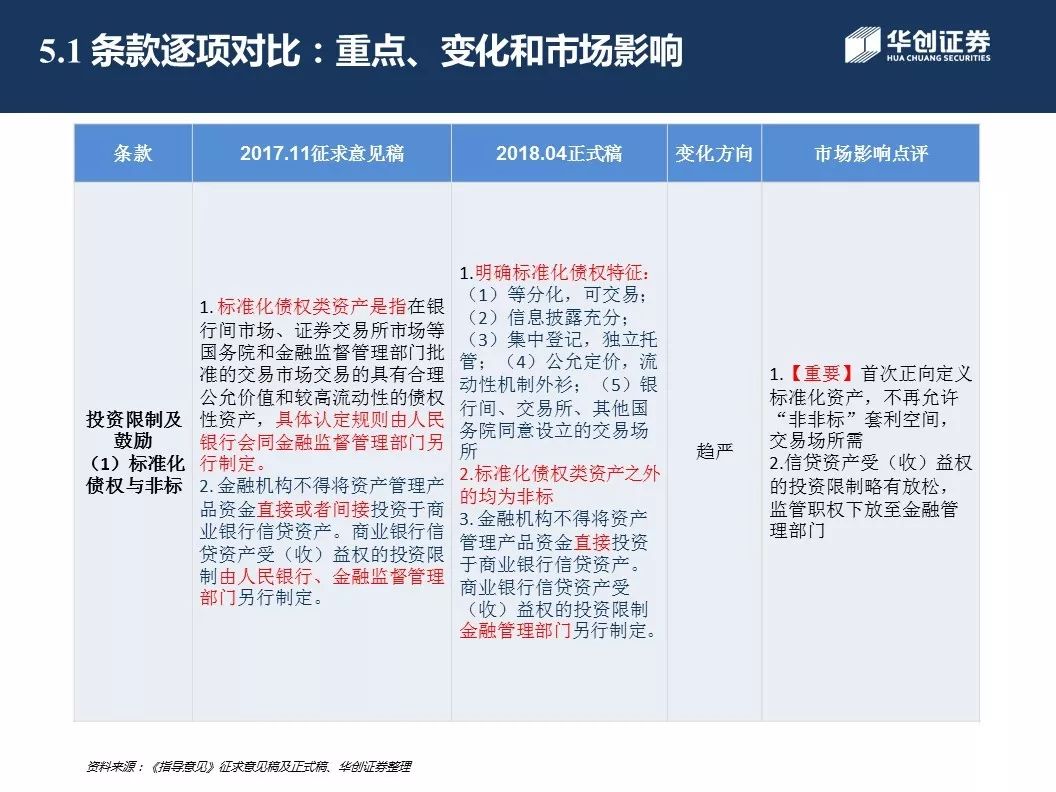 5.1 条款逐项对比：重点、变化和市场影响
华创证券
HUA CHUANG SECURITIES
条款
2017.11征求意见稿
2018.04正式稿
变化方向
市场影响点评
投资限制及
鼓励
（1）标准化
债权与非标
1. 标准化债权类资产是指在银
行间市场、证券交易所市场等
国务院和金融监督管理部门批
准的交易市场交易的具有合理
公允价值和较高流动性的债权
性资产，具体认定规则由人民
银行会同金融监督管理部门另
行制定。
2. 金融机构不得将资产管理产
品资金直接或者间接投资于商
业银行信贷资产。商业银行信
贷资产受（收）益权的投资限
制由人民银行、金融监督管理
部门另行制定。
1.明确标准化债权特征：
（1）等分化，可交易；
（2）信息披露充分；
（3）集中登记，独立托
管；（4）公允定价，流
动性机制外衫；（5）银
行间、交易所、其他国
务院同意设立的交易场
所
2.标准化债权类资产之外
的均为非标
3. 金融机构不得将资产
管理产品资金直接投资
于商业银行信贷资产。
商业银行信贷资产受
（收）益权的投资限制
金融管理部门另行制定。
趋严
1.【重要】首次正向定义
标准化资产，不再允许
“非非标”套利空间，
交易场所需
2.信贷资产受（收）益权
的投资限制略有放松，
监管职权下放至金融管
理部门
资料来源：《指导意见》征求意见稿及正式稿、华创证券整理